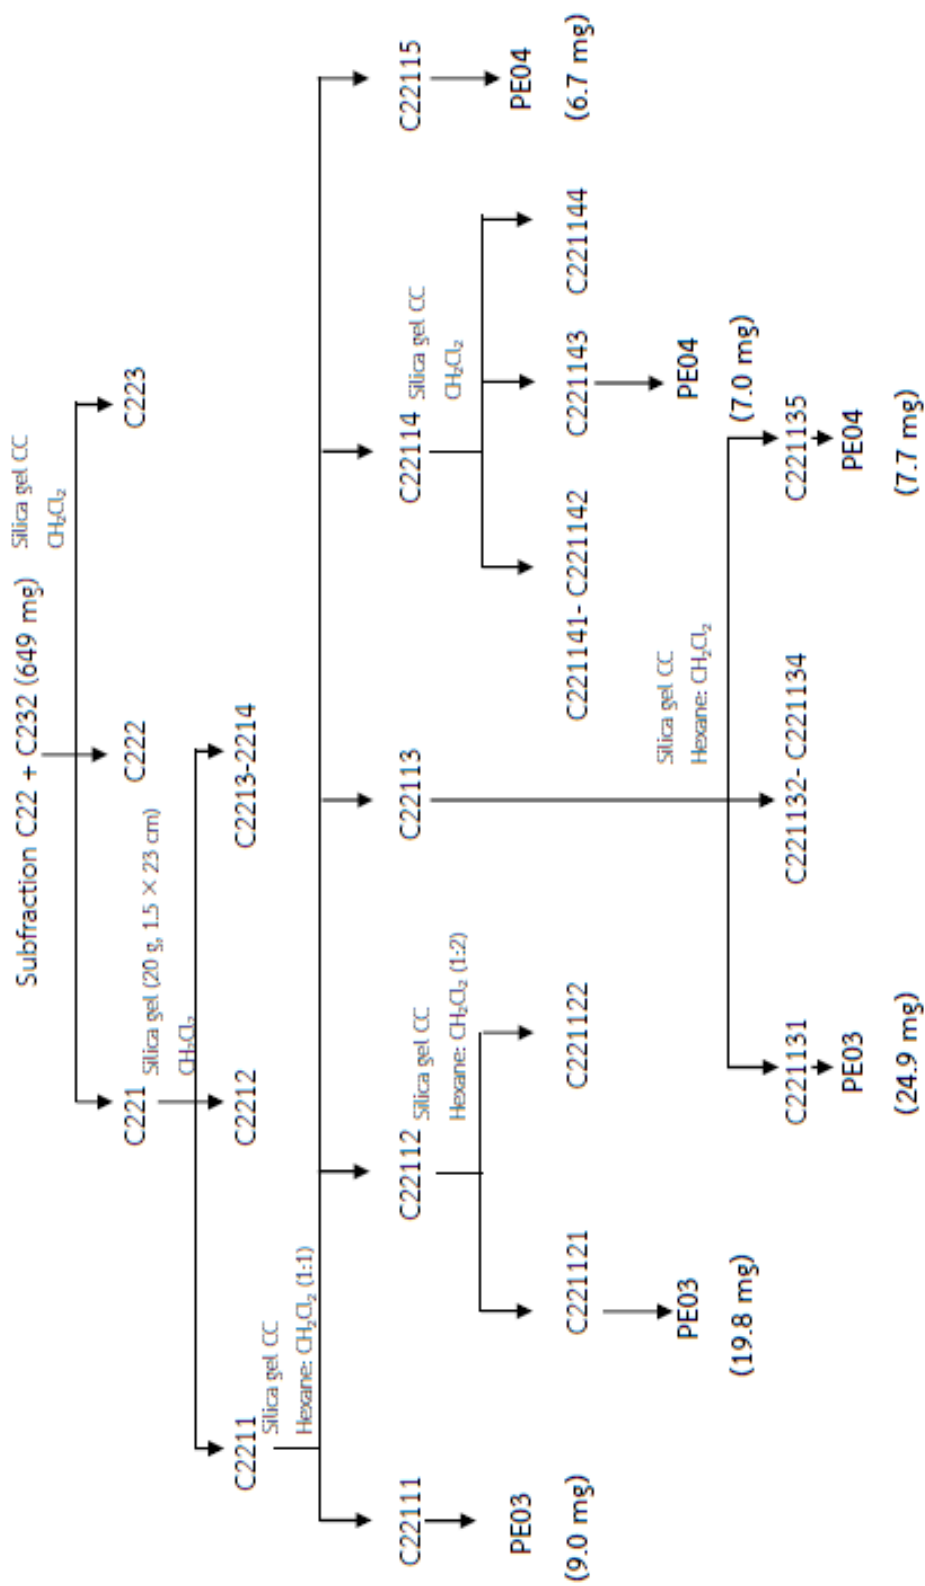 Subfraction C22 + C232 (649 mg)
Silica gel CC
CH₂Cl₂
C221
C222
C223
Silica gel (20 g, 1.5 × 23 cm)
CH₂Cl₂
C2211
C2212
C2213-2214
Silica gel CC
Hexane: CH₂Cl₂ (1:1)
C22111
C22112
C22113
C22114
C22115
PE03
(9.0 mg)
Silica gel CC
Hexane: CH₂Cl₂ (1:2)
Silica gel CC
CH₂Cl₂
PE04
(6.7 mg)
C221121
C221122
C221141- C221142
C221143
C221144
PE03
(19.8 mg)
PE04
(7.0 mg)
Silica gel CC
Hexane: CH₂Cl₂
C221131
C221132- C221134
C221135
PE03
(24.9 mg)
PE04
(7.7 mg)